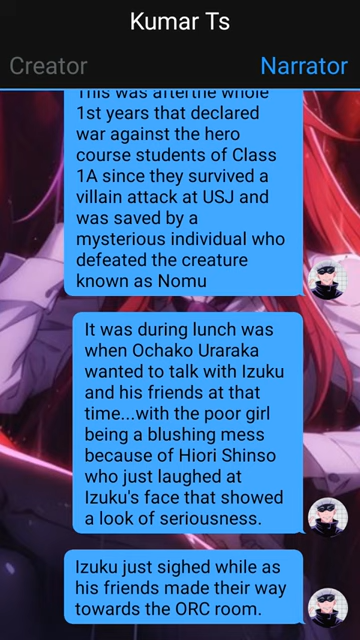 Kumar Ts
Creator
Narrator
This was afterthe whole
1st years that declared
war against the hero
course students of Class
1A since they survived a
villain attack at USJ and
was saved by a
mysterious individual who
defeated the creature
known as Nomu
It was during lunch was
when Ochako Uraraka
wanted to talk with Izuku
and his friends at that
time...with the poor girl
being a blushing mess
because of Hiori Shinso
who just laughed at
Izuku's face that showed
a look of seriousness.
Izuku just sighed while as
his friends made their way
towards the ORC room.